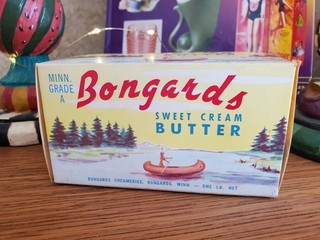 MINN.
GRADE
A
Bongards
SWEET CREAM
BUTTER
BONGARDS CREAMERIES, BONGARDS, MINN — ONE LB. NET